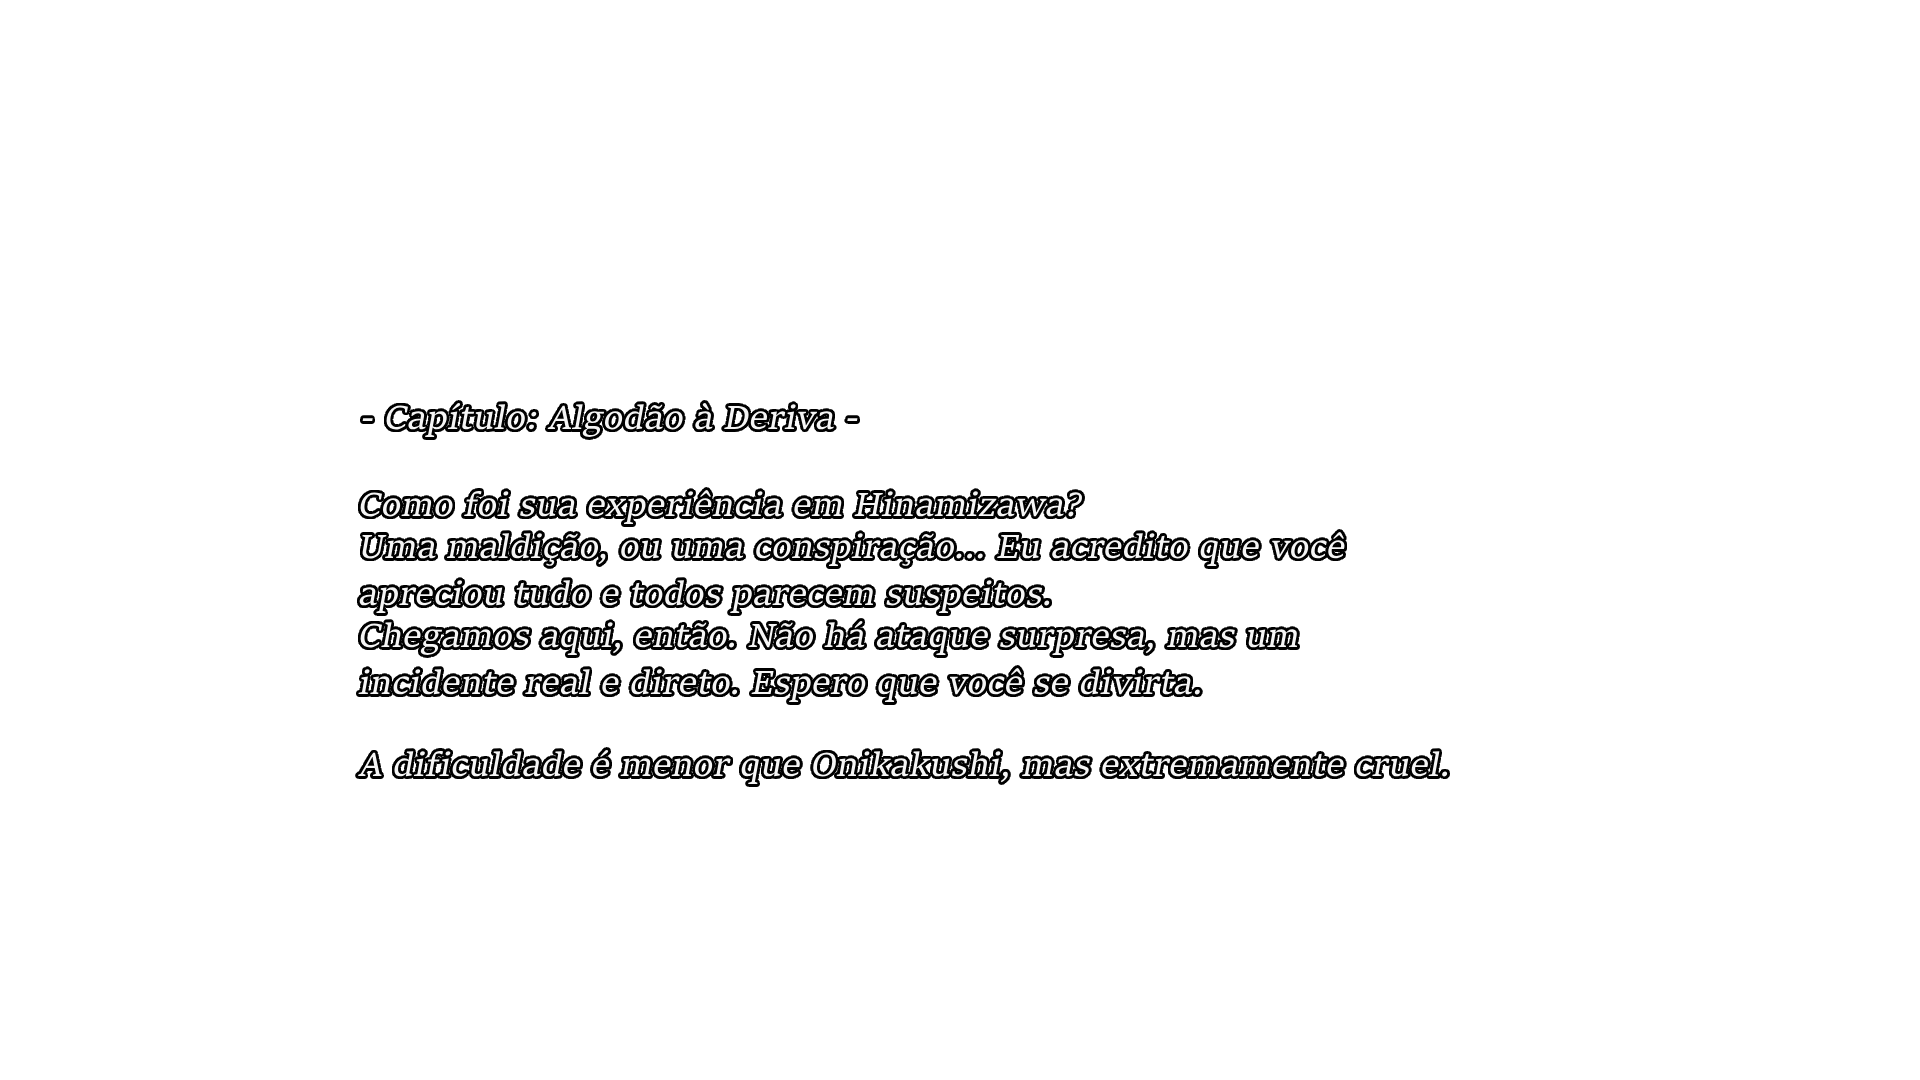 - Capítulo: Algodão à Deriva -
Como foi sua experiência em Hinamizawa?
Uma maldição, ou uma conspiração... Eu acredito que você
apreciou tudo e todos parecem suspeitos.
Chegamos aqui, então. Não há ataque surpresa, mas um
incidente real e direto. Espero que você se divirta.
A dificuldade é menor que Onikakushi, mas extremamente cruel.